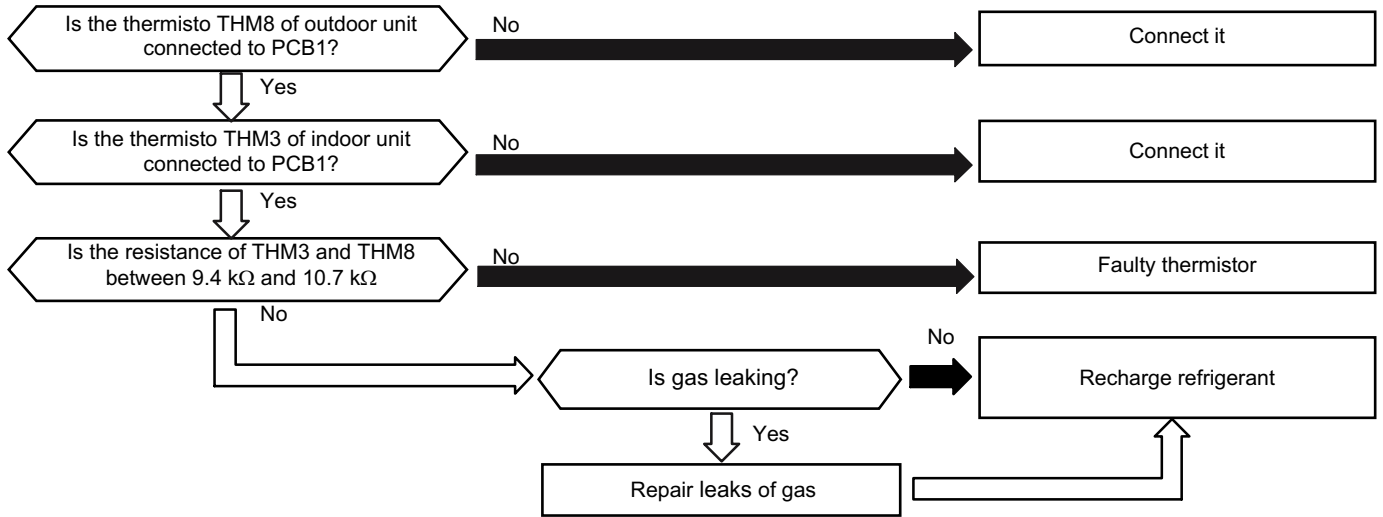 Is the thermisto THM8 of outdoor unit
connected to PCB1?
No
Connect it
Yes
Is the thermisto THM3 of indoor unit
connected to PCB1?
No
Connect it
Yes
Is the resistance of THM3 and THM8
between 9.4 kΩ and 10.7 kΩ
No
Faulty thermistor
No
Is gas leaking?
No
Recharge refrigerant
Yes
Repair leaks of gas